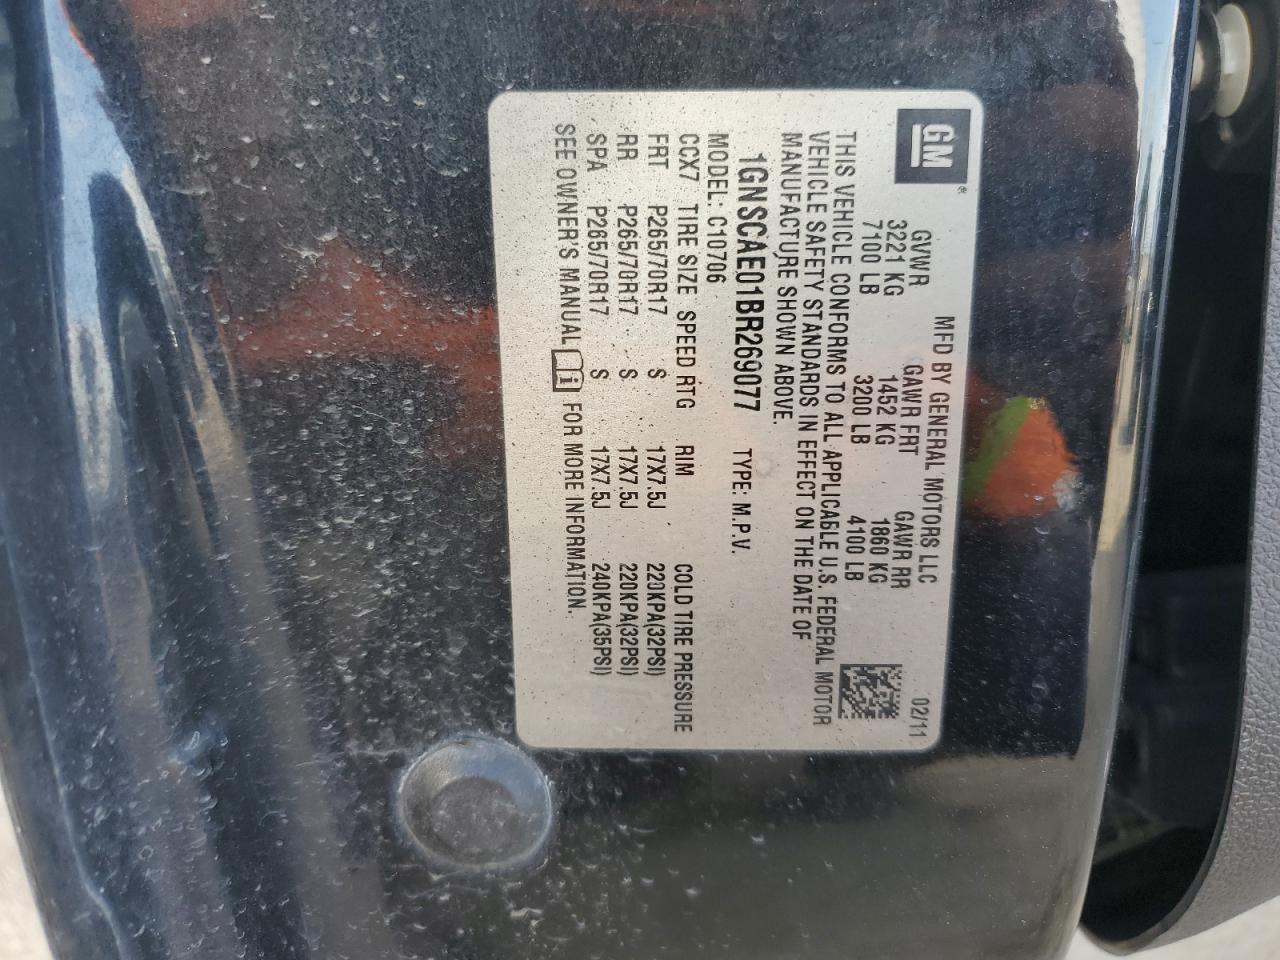 GM
MFD BY GENERAL MOTORS LLC 02/11
GVWR GAWR FRT GAWR RR
3221 KG 1452 KG 1860 KG
7100 LB 3200 LB 4100 LB
THIS VEHICLE CONFORMS TO ALL APPLICABLE U.S. FEDERAL MOTOR
VEHICLE SAFETY STANDARDS IN EFFECT ON THE DATE OF
MANUFACTURE SHOWN ABOVE.
1GNSCAE01BR269077 TYPE: M.P.V.
MODEL: C10706
CCX7 TIRE SIZE SPEED RTG RIM COLD TIRE PRESSURE
FRT P265/70R17 S 17X7.5J 220KPA(32PSI)
RR P265/70R17 S 17X7.5J 220KPA(32PSI)
SPA P265/70R17 S 17X7.5J 240KPA(35PSI)
SEE OWNER'S MANUAL i FOR MORE INFORMATION.